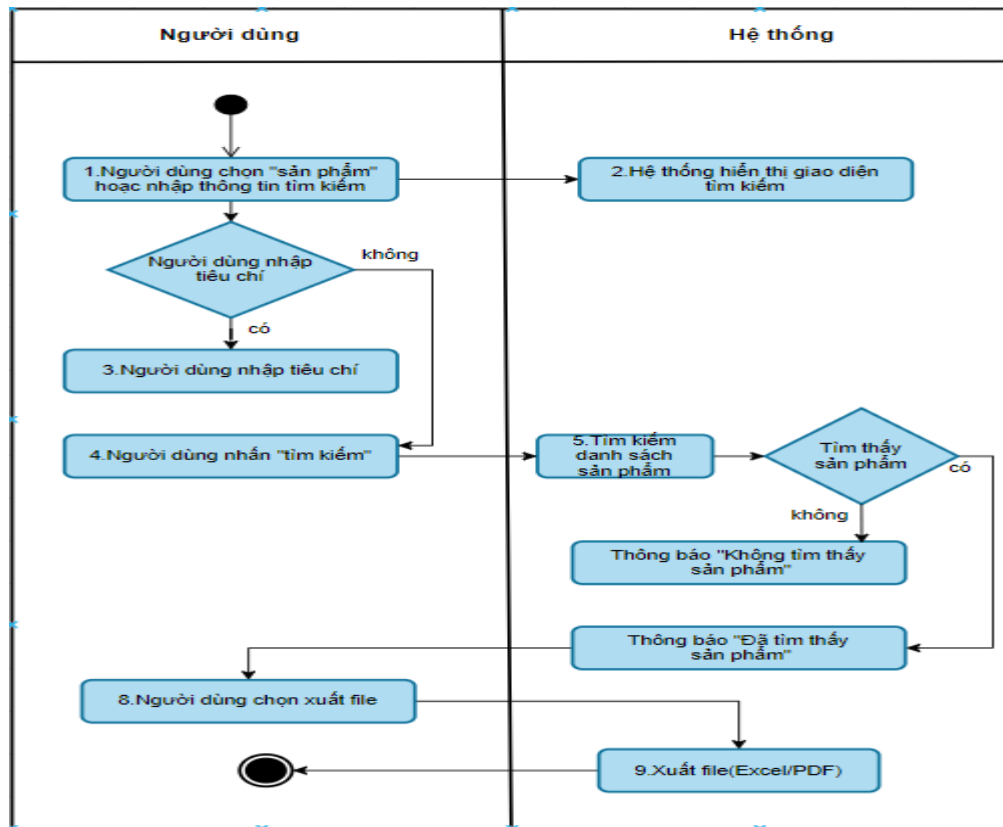 Người dùng
Hệ thống
1.Người dùng chọn "sản phẩm"
hoạc nhập thông tin tìm kiếm
2.Hệ thống hiển thị giao diện
tìm kiếm
Người dùng nhập
tiêu chí
không
có
3.Người dùng nhập tiêu chí
4.Người dùng nhấn "tìm kiếm"
5.Tìm kiếm
danh sách
sản phẩm
Tìm thấy
sản phẩm
có
không
Thông báo "Không tìm thấy
sản phẩm"
Thông báo "Đã tìm thấy
sản phẩm"
8.Người dùng chọn xuất file
9.Xuất file(Excel/PDF)